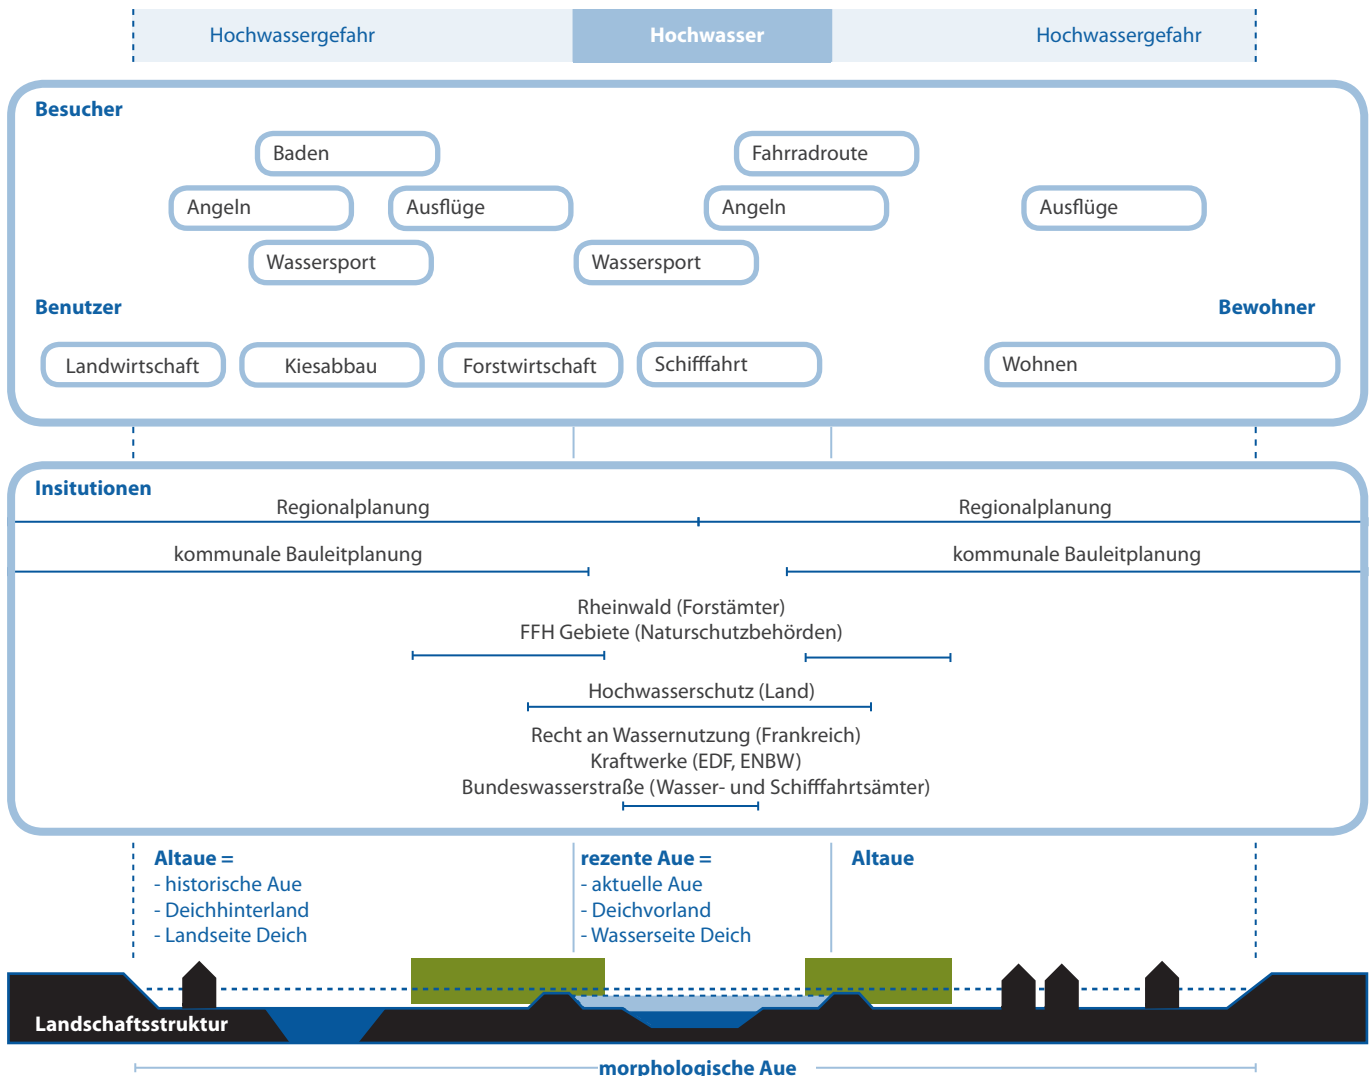 Hochwassergefahr Hochwasser Hochwassergefahr
Besucher
Baden Fahrradroute
Angeln Ausflüge Angeln Ausflüge
Wassersport Wassersport
Benutzer Bewohner
Landwirtschaft Kiesabbau Forstwirtschaft Schifffahrt Wohnen
Insitutionen
Regionalplanung Regionalplanung
kommunale Bauleitplanung kommunale Bauleitplanung
Rheinwald (Forstämter)
FFH Gebiete (Naturschutzbehörden)
Hochwasserschutz (Land)
Recht an Wassernutzung (Frankreich)
Kraftwerke (EDF, ENBW)
Bundeswasserstraße (Wasser- und Schifffahrtsämter)
Altaue =
- historische Aue
- Deichhinterland
- Landseite Deich
rezente Aue =
- aktuelle Aue
- Deichvorland
- Wasserseite Deich
Altaue
Landschaftsstruktur
morphologische Aue